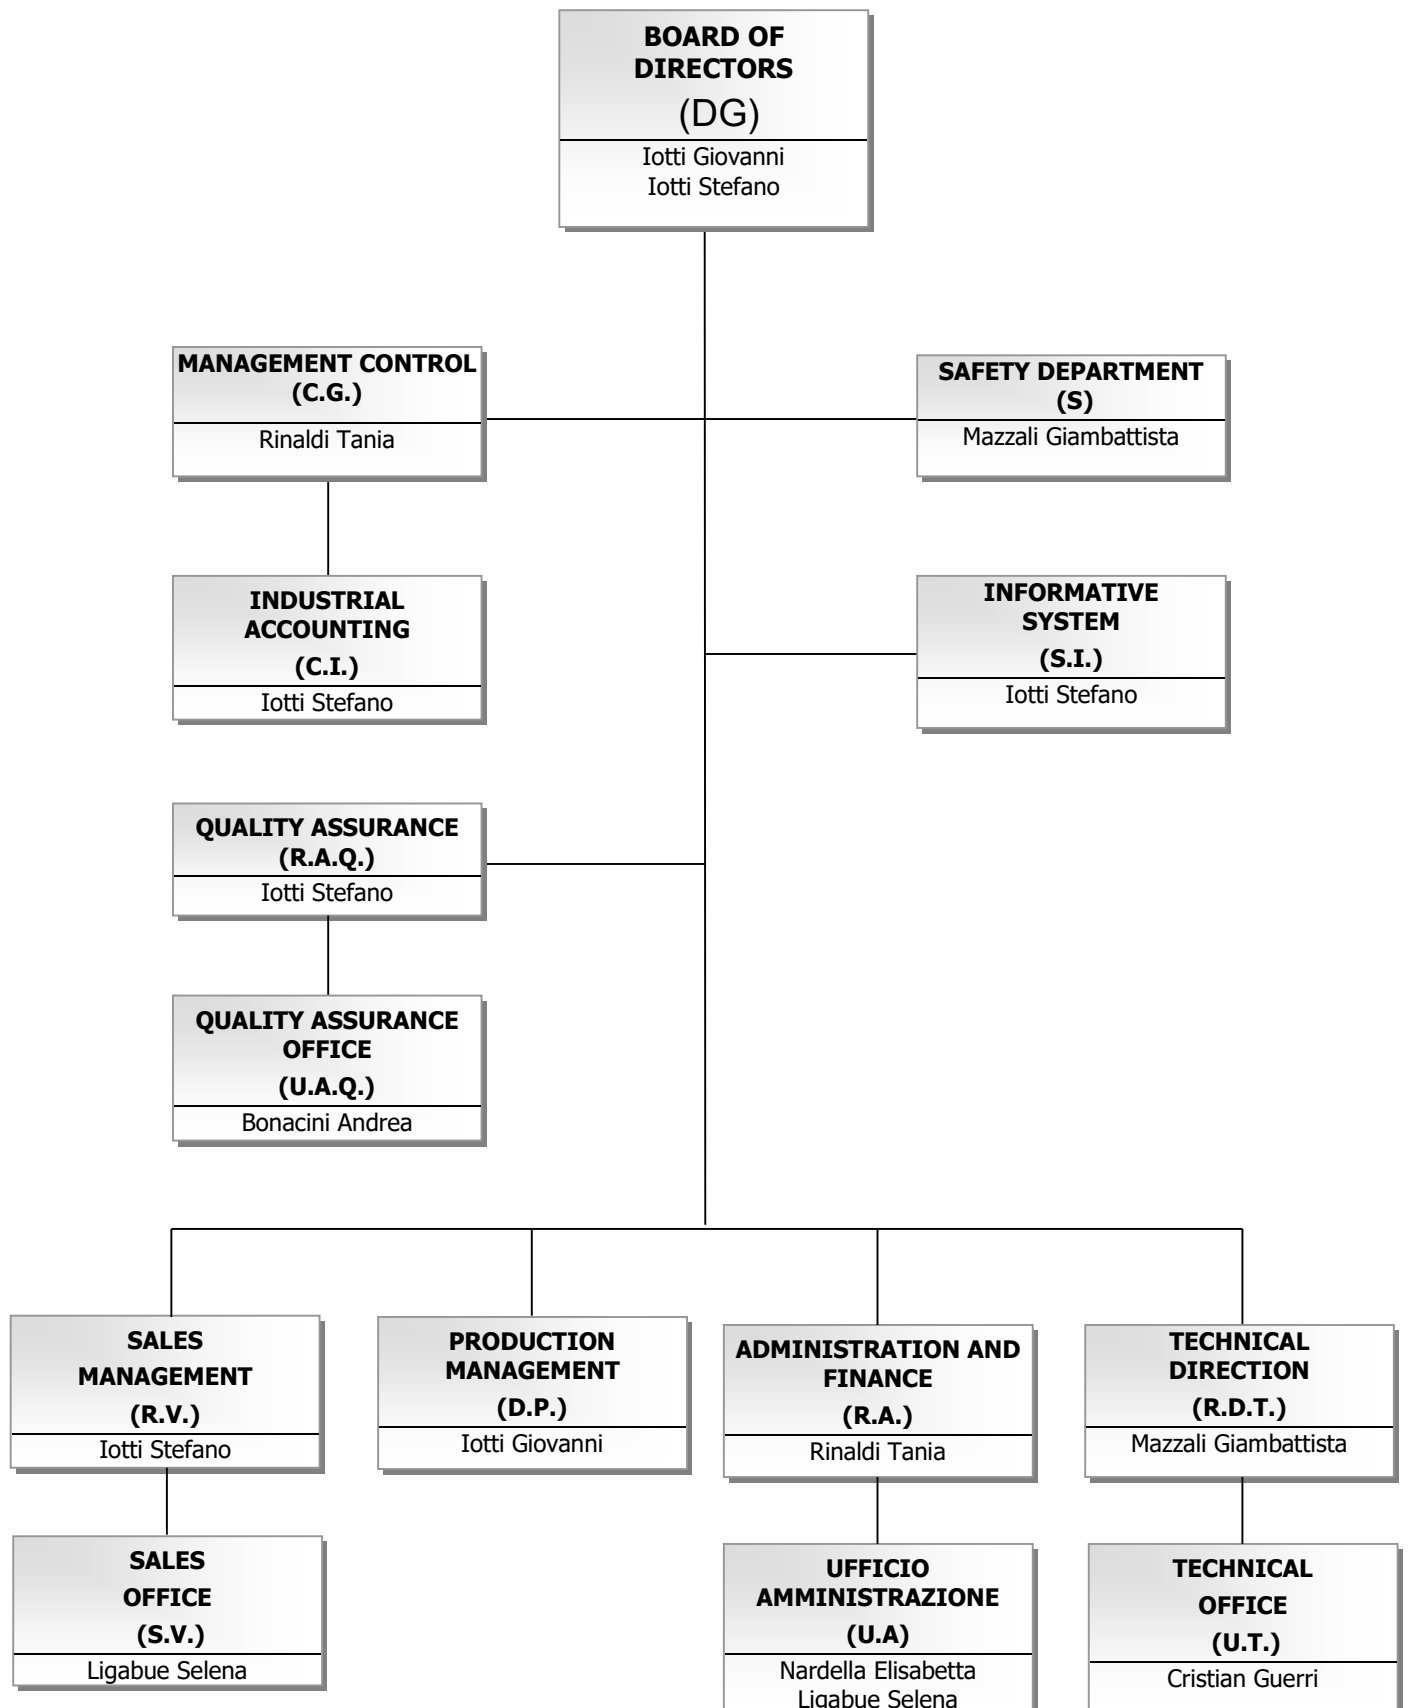 BOARD OF
DIRECTORS
(DG)
Iotti Giovanni
Iotti Stefano
MANAGEMENT CONTROL
(C.G.)
Rinaldi Tania
SAFETY DEPARTMENT
(S)
Mazzali Giambattista
INDUSTRIAL
ACCOUNTING
(C.I.)
Iotti Stefano
INFORMATIVE
SYSTEM
(S.I.)
Iotti Stefano
QUALITY ASSURANCE
(R.A.Q.)
Iotti Stefano
QUALITY ASSURANCE
OFFICE
(U.A.Q.)
Bonacini Andrea
SALES
MANAGEMENT
(R.V.)
Iotti Stefano
PRODUCTION
MANAGEMENT
(D.P.)
Iotti Giovanni
ADMINISTRATION AND
FINANCE
(R.A.)
Rinaldi Tania
TECHNICAL
DIRECTION
(R.D.T.)
Mazzali Giambattista
SALES
OFFICE
(S.V.)
Ligabue Selena
UFFICIO
AMMINISTRAZIONE
(U.A)
Nardella Elisabetta
Ligabue Selena
TECHNICAL
OFFICE
(U.T.)
Cristian Guerri